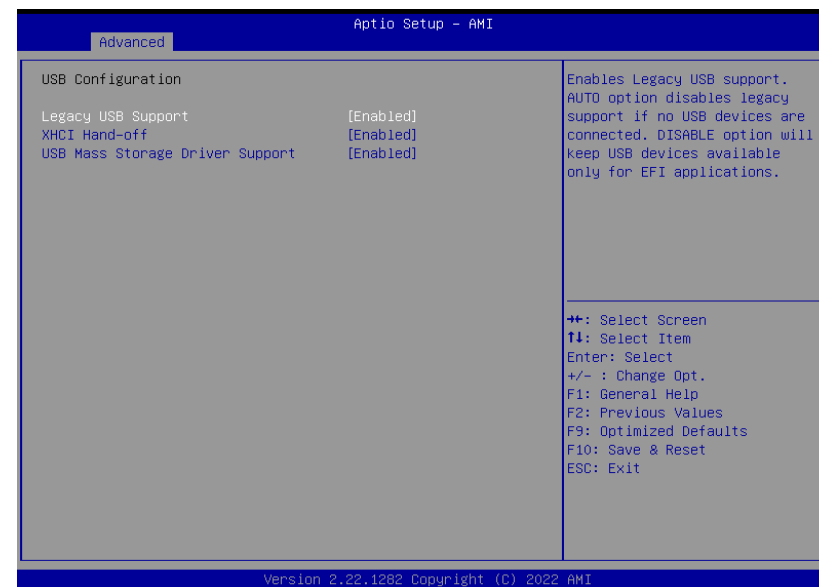 Aptio Setup - AMI
Advanced
USB Configuration
Legacy USB Support [Enabled]
XHCI Hand-off [Enabled]
USB Mass Storage Driver Support [Enabled]
Enables Legacy USB support.
AUTO option disables legacy
support if no USB devices are
connected. DISABLE option will
keep USB devices available
only for EFI applications.
→←: Select Screen
↑↓: Select Item
Enter: Select
+/- : Change Opt.
F1: General Help
F2: Previous Values
F9: Optimized Defaults
F10: Save & Reset
ESC: Exit
Version 2.22.1282 Copyright (C) 2022 AMI